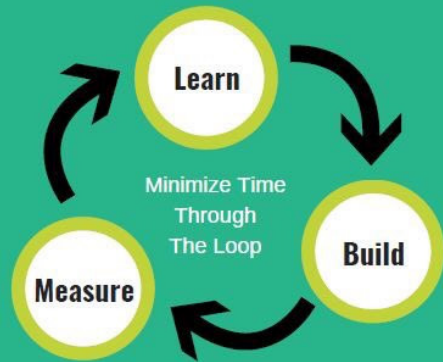 Learn
Minimize Time
Through
The Loop
Build
Measure